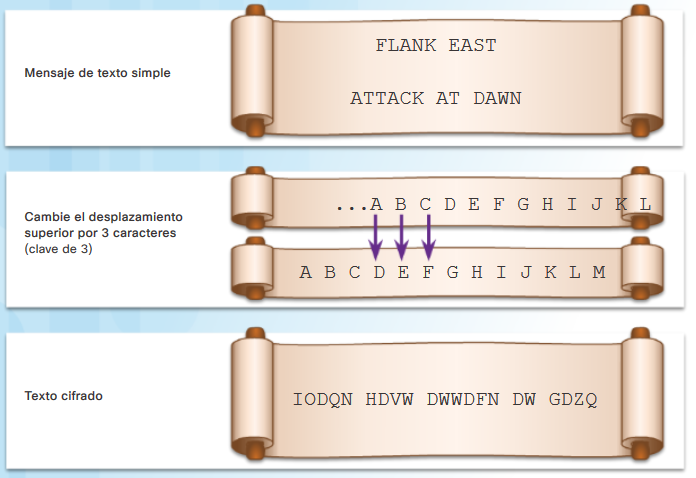 Mensaje de texto simple
FLANK EAST
ATTACK AT DAWN
Cambie el desplazamiento
superior por 3 caracteres
(clave de 3)
...A B C D E F G H I J K L
A B C D E F G H I J K L M
Texto cifrado
IODQN HDVW DWWDFN DW GDZQ